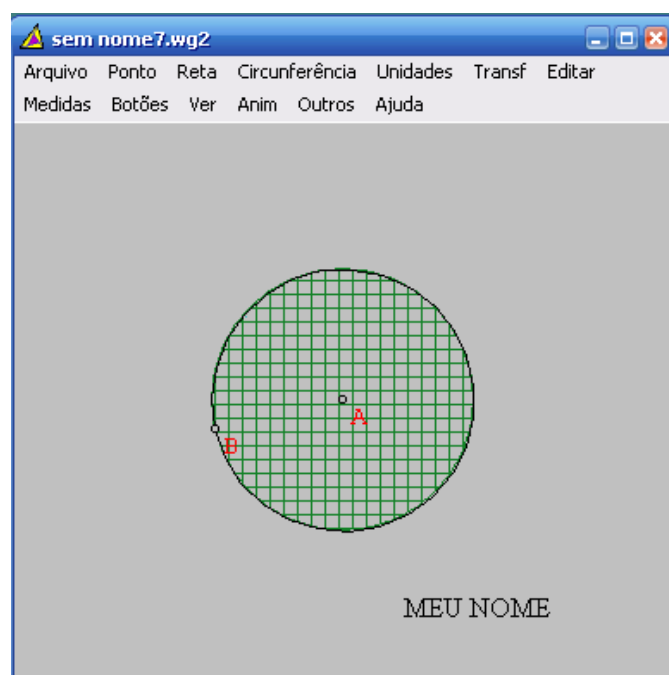 sem nome7.wg2
Arquivo Ponto Reta Circunferência Unidades Transf Editar
Medidas Botões Ver Anim Outros Ajuda
A
B
MEU NOME